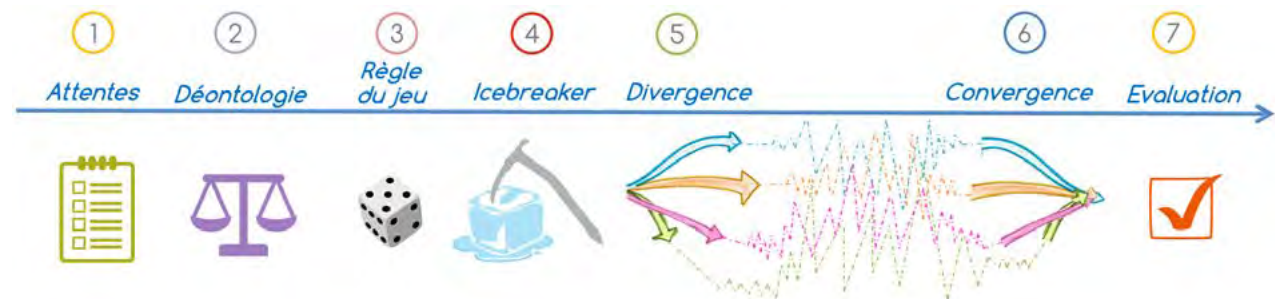 1
2
3
4
5
6
7
Attentes
Déontologie
Règle
du jeu
Icebreaker
Divergence
Convergence
Evaluation